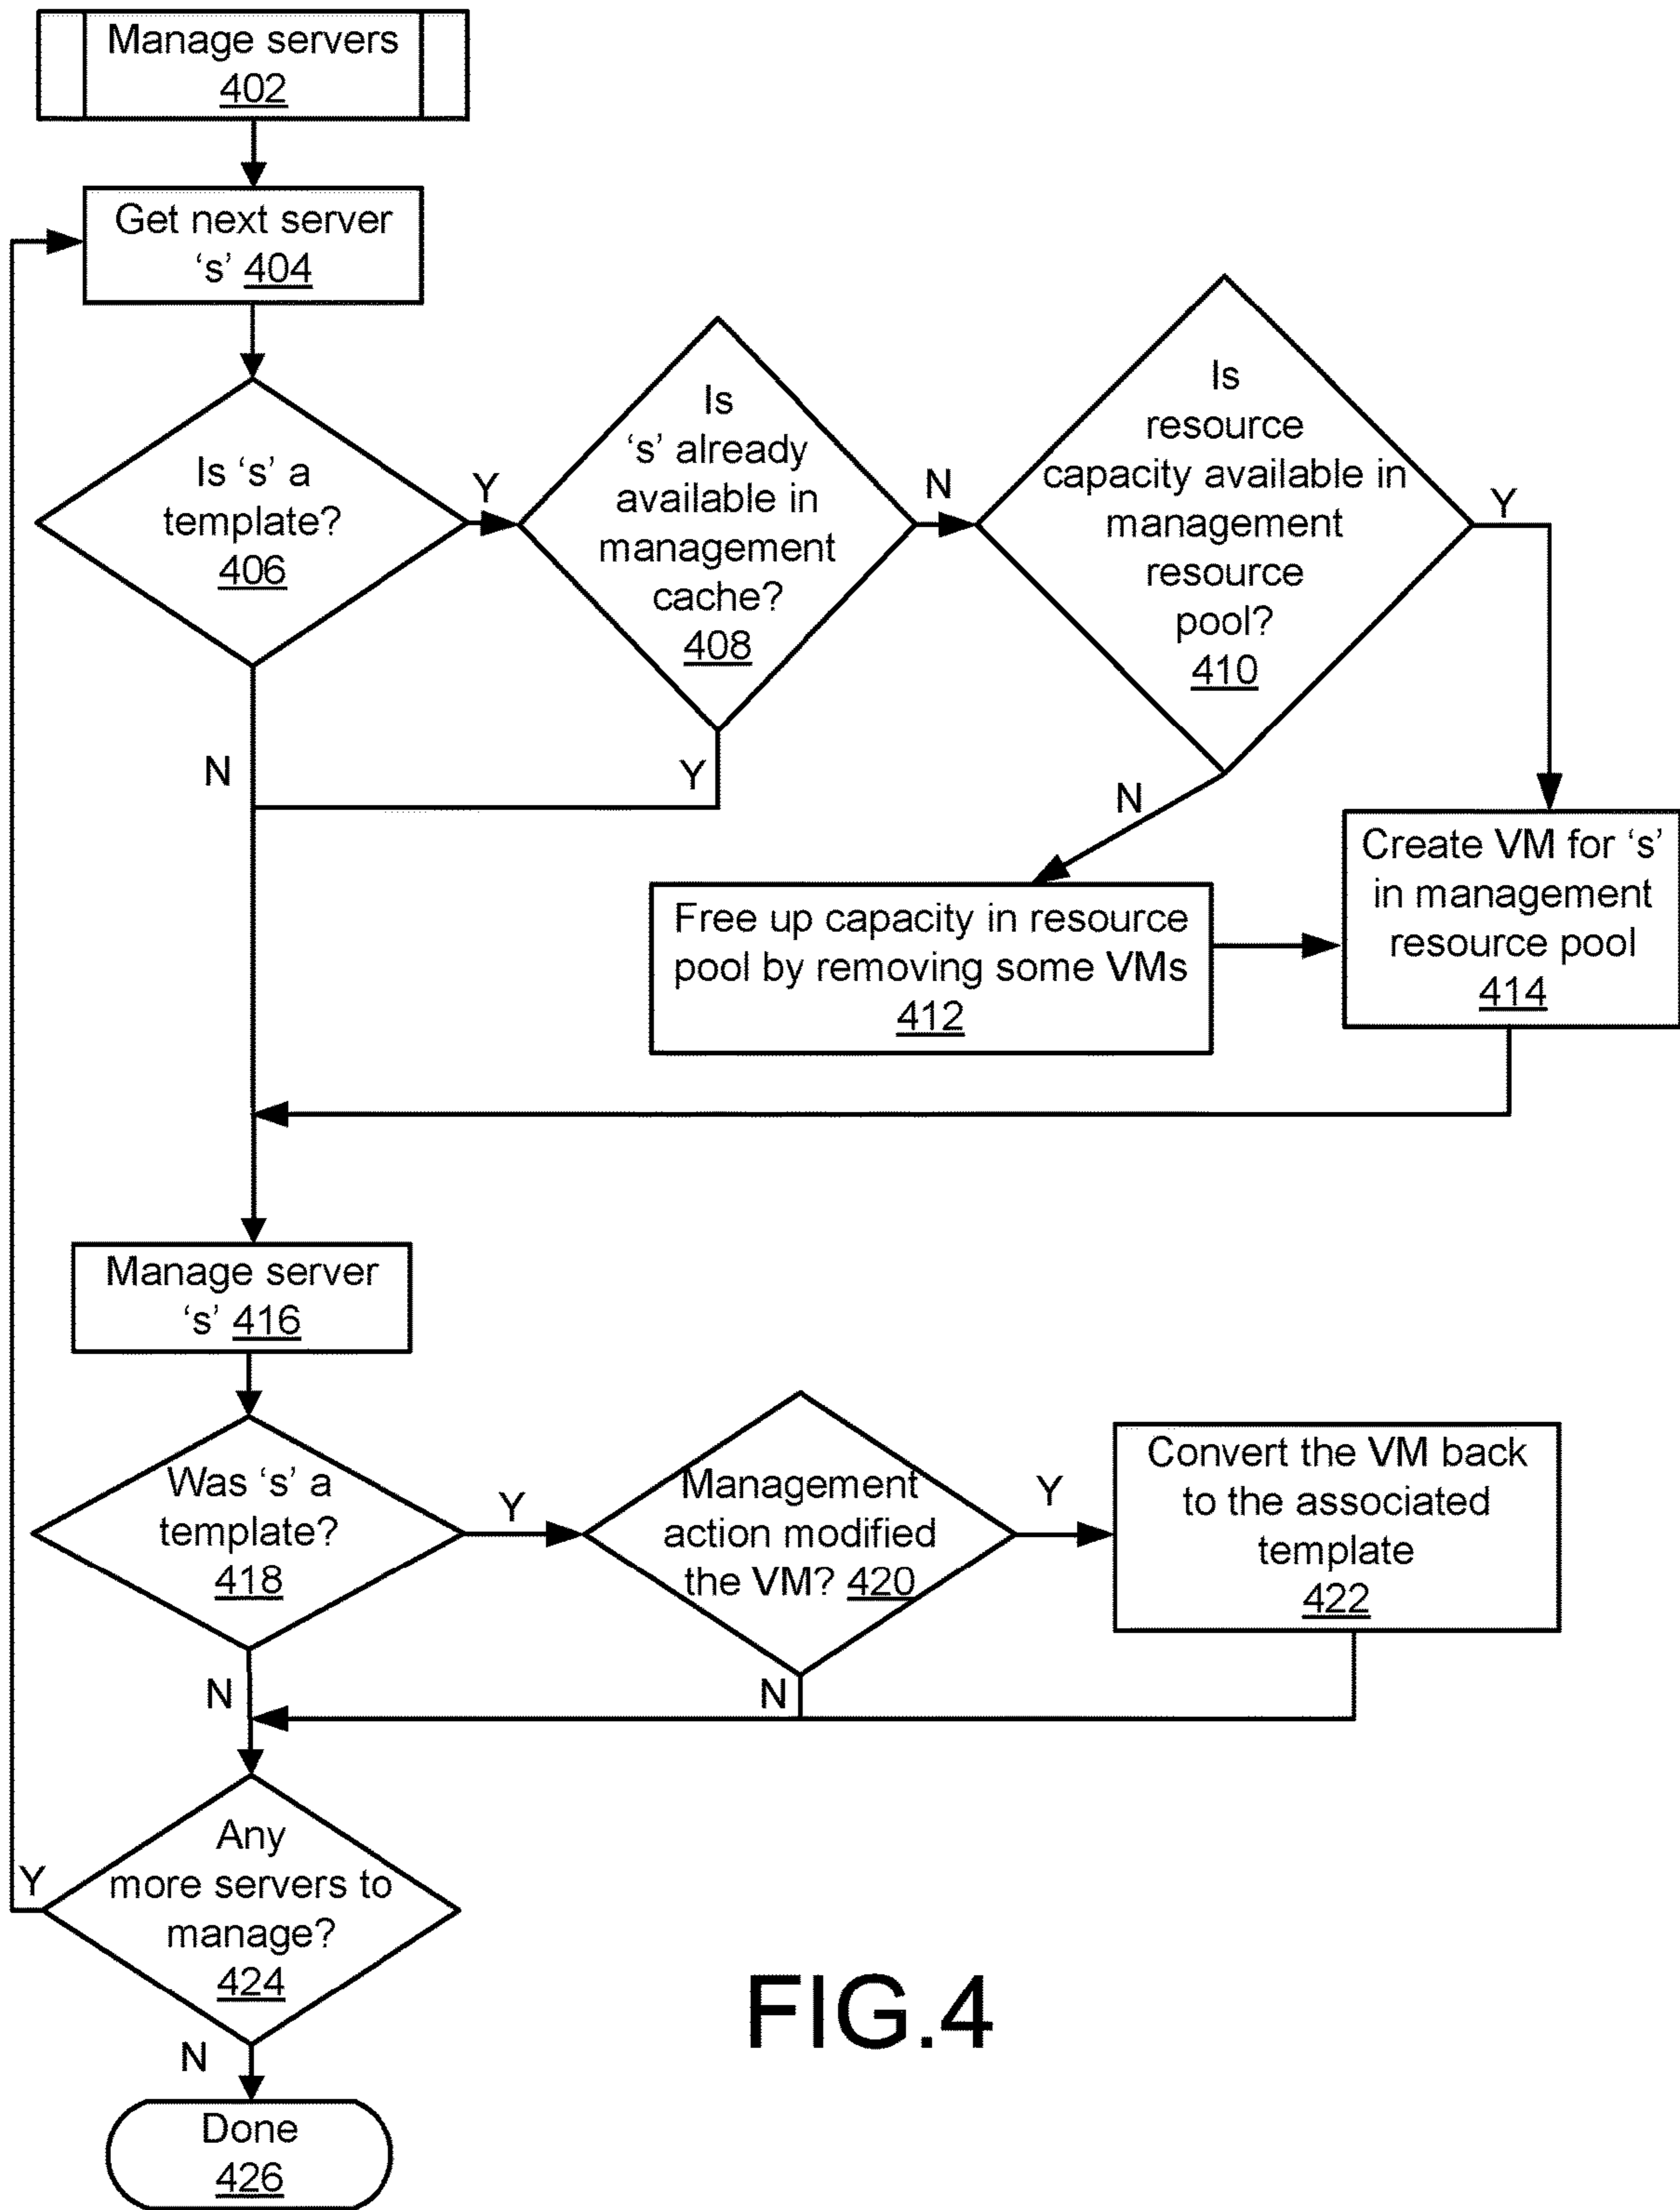 Manage servers
402
Get next server
‘s’ 404
Is ‘s’ a
template?
406
Y
N
Is
‘s’ already
available in
management
cache?
408
N
Y
Is
resource
capacity available in
management
resource
pool?
410
Y
N
Free up capacity in resource
pool by removing some VMs
412
Create VM for ‘s’
in management
resource pool
414
Manage server
‘s’ 416
Was ‘s’ a
template?
418
Y
N
Management
action modified
the VM? 420
Y
N
Convert the VM back
to the associated
template
422
Any
more servers to
manage?
424
Y
N
Done
426
FIG.4